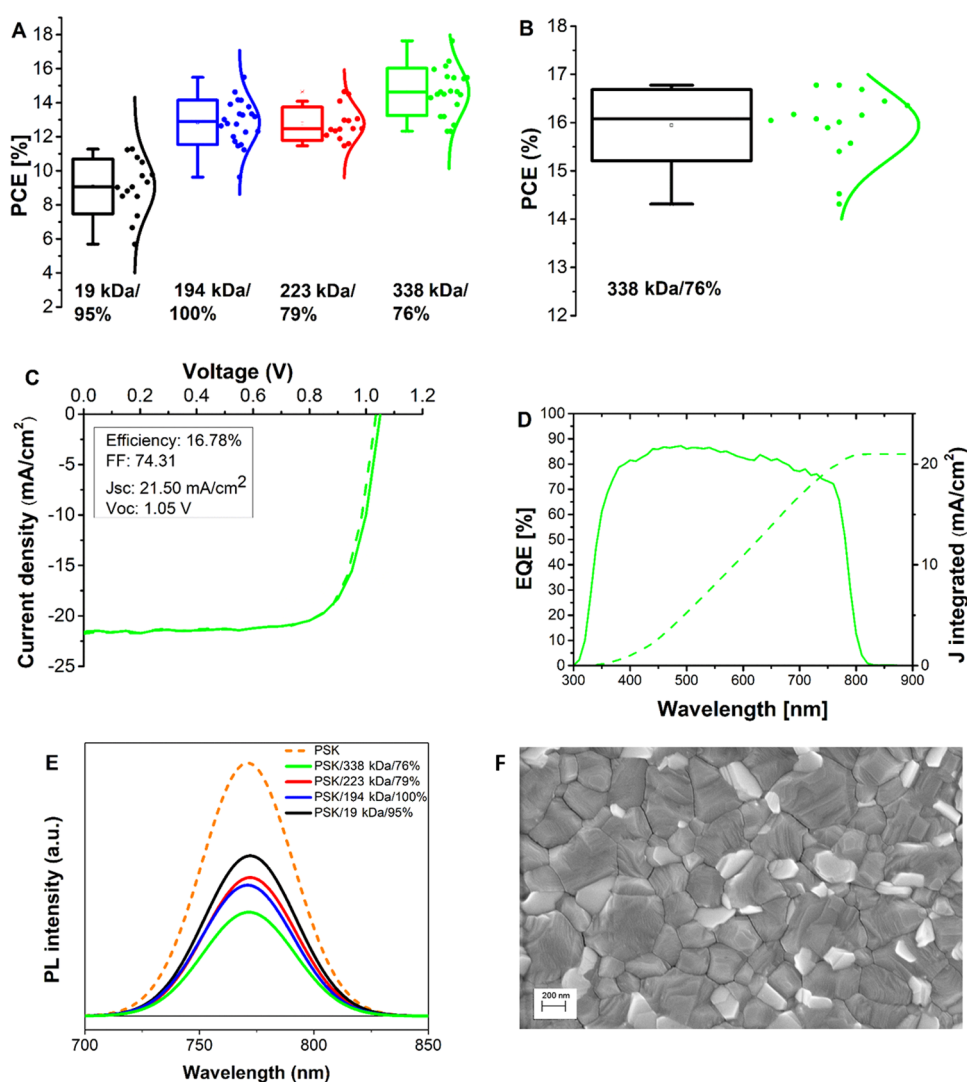 A
PCE [%]
18
16
14
12
10
8
6
4
2
19 kDa/
95%
194 kDa/
100%
223 kDa/
79%
338 kDa/
76%
B
PCE (%)
18
17
16
15
14
13
12
338 kDa/76%
C
Voltage (V)
0.0 0.2 0.4 0.6 0.8 1.0 1.2
Current density (mA/cm²)
0
-5
-10
-15
-20
-25
Efficiency: 16.78%
FF: 74.31
Jsc: 21.50 mA/cm²
Voc: 1.05 V
D
EQE [%]
100
90
80
70
60
50
40
30
20
10
0
20
10
0
J integrated (mA/cm²)
300 400 500 600 700 800 900
Wavelength [nm]
E
PL intensity (a.u.)
PSK
PSK/338 kDa/76%
PSK/223 kDa/79%
PSK/194 kDa/100%
PSK/19 kDa/95%
700 750 800 850
Wavelength (nm)
F
200 nm